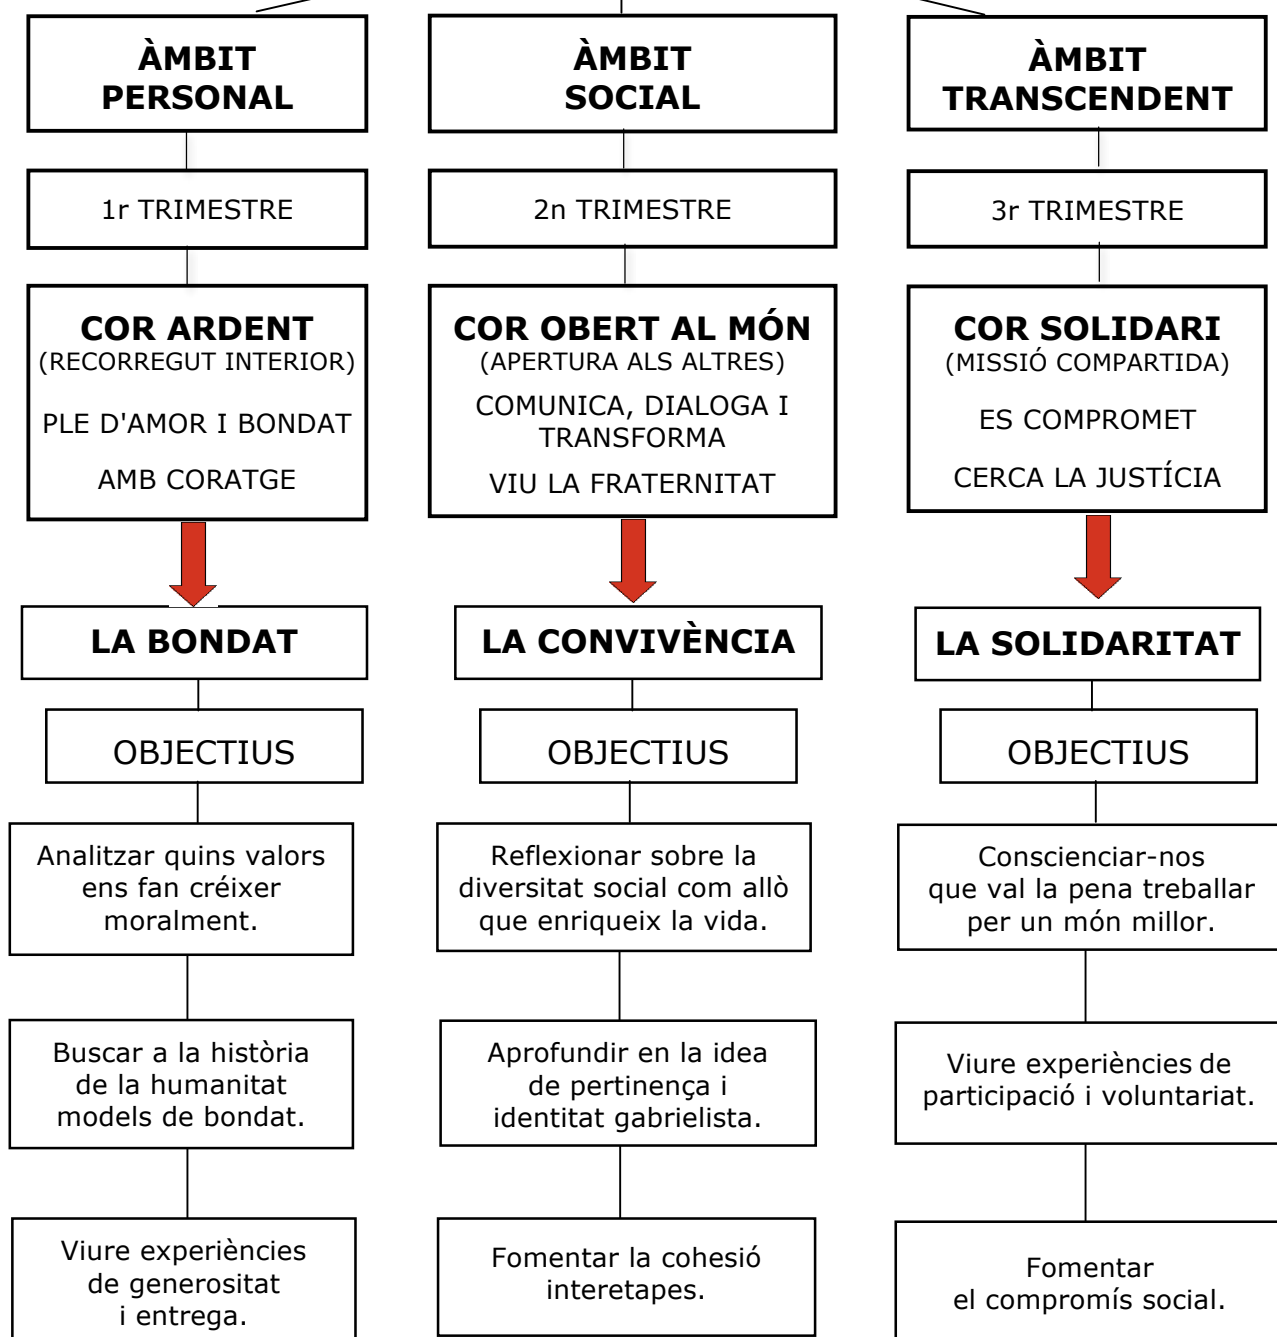 ÀMBIT
PERSONAL
1r TRIMESTRE
COR ARDENT
(RECORREGUT INTERIOR)
PLE D'AMOR I BONDAT
AMB CORATGE
LA BONDAT
OBJECTIUS
Analitzar quins valors
ens fan créixer
moralment.
Buscar a la història
de la humanitat
models de bondat.
Viure experiències
de generositat
i entrega.
ÀMBIT
SOCIAL
2n TRIMESTRE
COR OBERT AL MÓN
(APERTURA ALS ALTRES)
COMUNICA, DIALOGA I
TRANSFORMA
VIU LA FRATERNITAT
LA CONVIVÈNCIA
OBJECTIUS
Reflexionar sobre la
diversitat social com allò
que enriqueix la vida.
Aprofundir en la idea
de pertinença i
identitat gabrielista.
Fomentar la cohesió
interetapes.
ÀMBIT
TRANSCENDENT
3r TRIMESTRE
COR SOLIDARI
(MISSIÓ COMPARTIDA)
ES COMPROMET
CERCA LA JUSTÍCIA
LA SOLIDARITAT
OBJECTIUS
Conscienciar-nos
que val la pena treballar
per un món millor.
Viure experiències de
participació i voluntariat.
Fomentar
el compromís social.